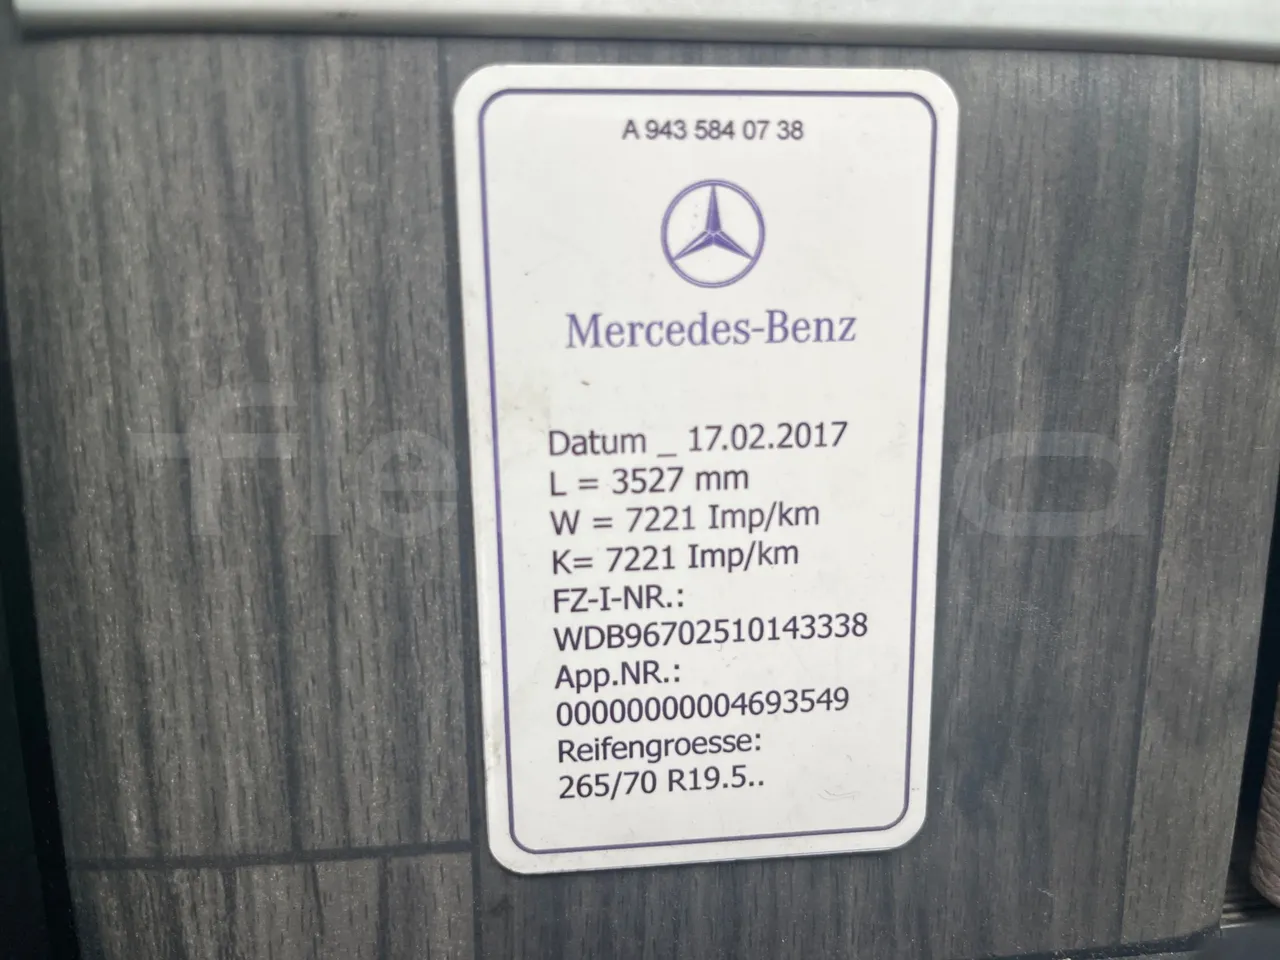 A 943 584 07 38
Mercedes-Benz
Datum _ 17.02.2017
L = 3527 mm
W = 7221 Imp/km
K= 7221 Imp/km
FZ-I-NR.:
WDB96702510143338
App.NR.:
00000000004693549
Reifengroesse:
265/70 R19.5..